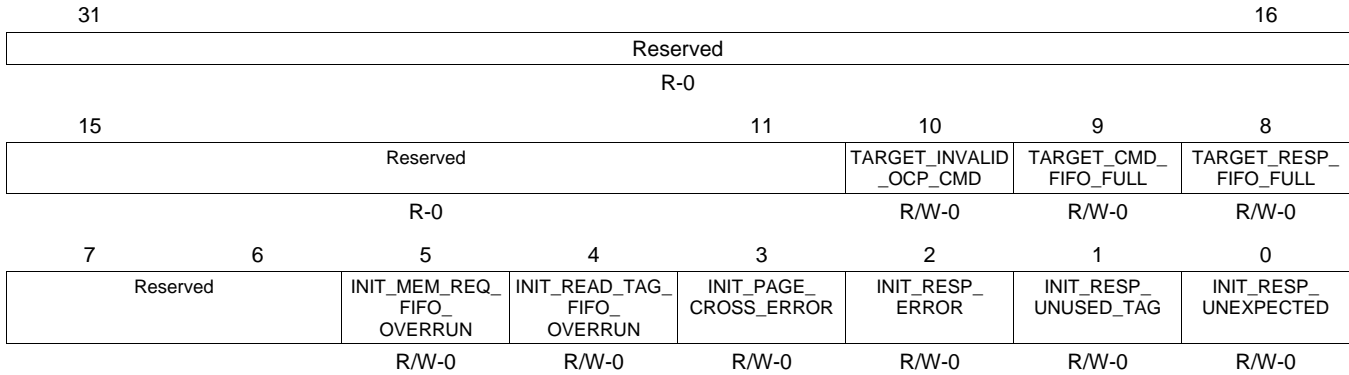 31 16
Reserved
R-0
15 11 10 9 8
Reserved TARGET_INVALID TARGET_CMD_ TARGET_RESP_
_OCP_CMD FIFO_FULL FIFO_FULL
R-0 R/W-0 R/W-0 R/W-0
7 6 5 4 3 2 1 0
Reserved INIT_MEM_REQ_ INIT_READ_TAG_ INIT_PAGE_ INIT_RESP_ INIT_RESP_ INIT_RESP_
FIFO_ FIFO_ CROSS_ERROR ERROR UNUSED_TAG UNEXPECTED
OVERRUN OVERRUN
R/W-0 R/W-0 R/W-0 R/W-0 R/W-0 R/W-0